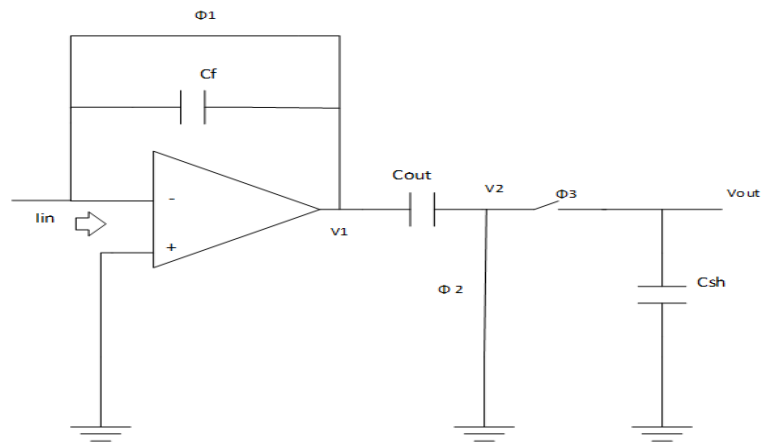 Φ1
Cf
Cout
V2
Φ3
Vout
Iin
-
+
V1
Φ 2
Csh